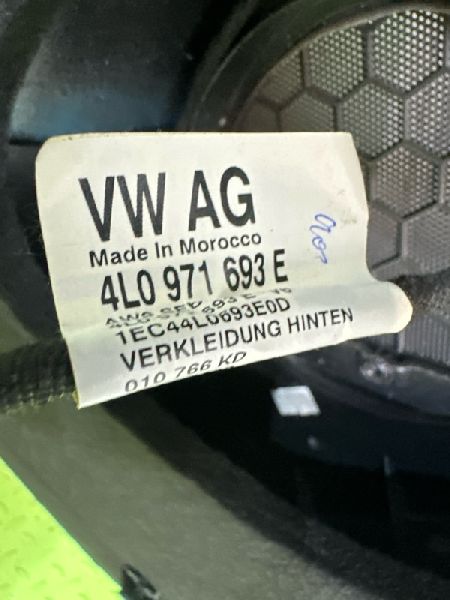 VW AG
Made In Morocco
4L0 971 693 E
1EC44L0693E0D
VERKLEIDUNG HINTEN
010 766 KD